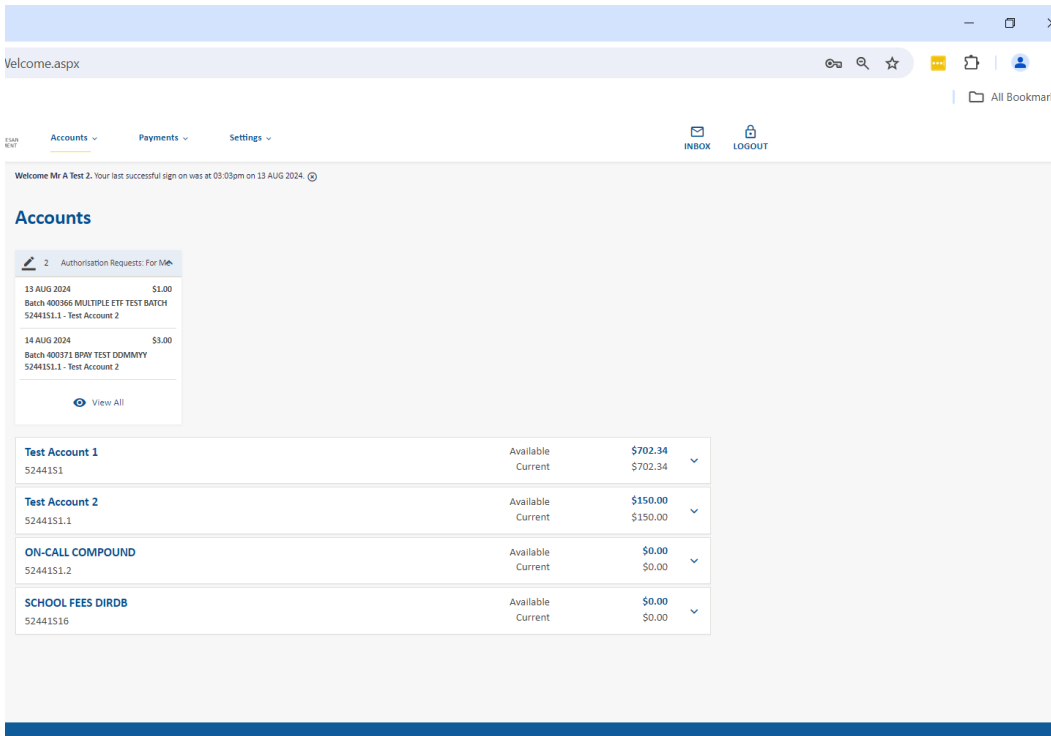 Welcome.aspx
All Bookmar
Accounts
Payments
Settings
INBOX
LOGOUT
Welcome Mr A Test 2. Your last successful sign on was at 03:03pm on 13 AUG 2024.
Accounts
2 Authorisation Requests: For Me
13 AUG 2024 $1.00
Batch 400366 MULTIPLE ETF TEST BATCH
52441S1.1 - Test Account 2
14 AUG 2024 $3.00
Batch 400371 BPAY TEST DDMMYY
52441S1.1 - Test Account 2
View All
Test Account 1 Available $702.34
52441S1 Current $702.34
Test Account 2 Available $150.00
52441S1.1 Current $150.00
ON-CALL COMPOUND Available $0.00
52441S1.2 Current $0.00
SCHOOL FEES DIRDB Available $0.00
52441S16 Current $0.00